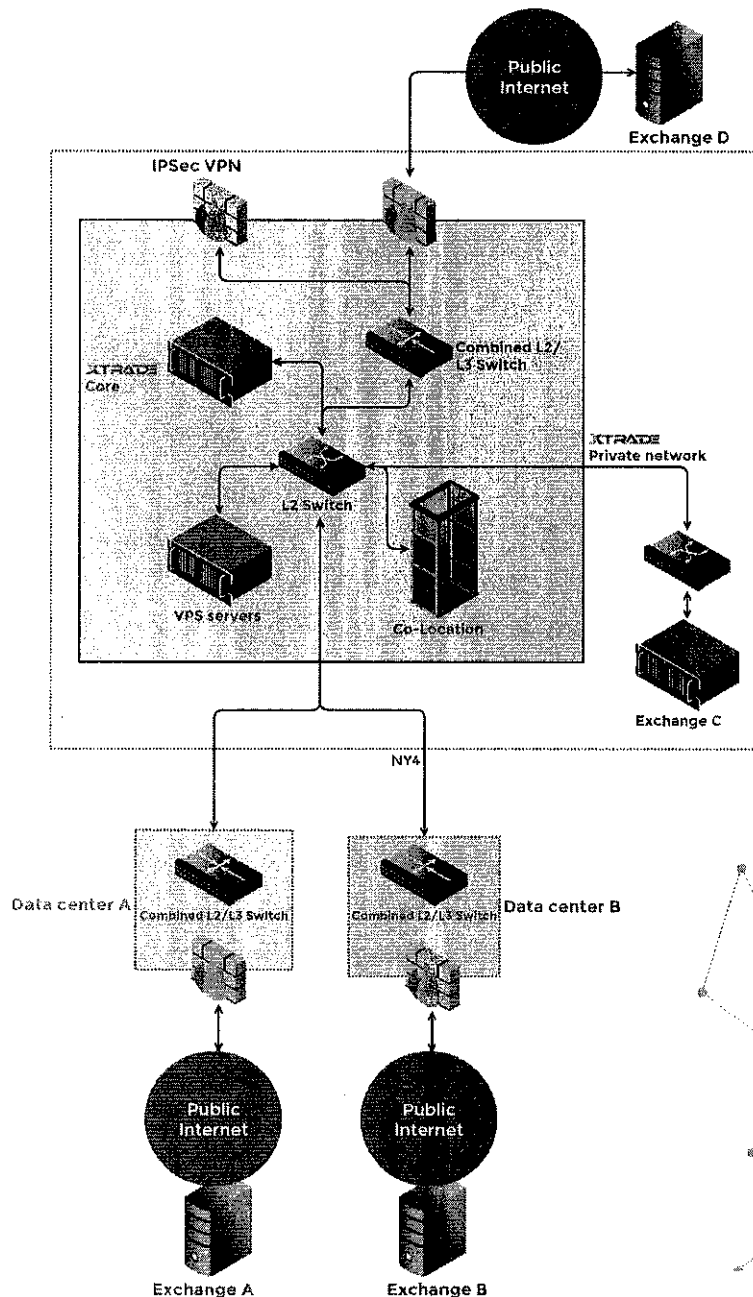 Public
Internet
Exchange D
IPSec VPN
Combined L2/
L3 Switch
XTRADE
Core
XTRADE
Private network
L2 Switch
VPS servers
Co-Location
Exchange C
NY4
Data center A
Combined L2/L3 Switch
Combined L2/L3 Switch
Data center B
Public
Internet
Public
Internet
Exchange A
Exchange B